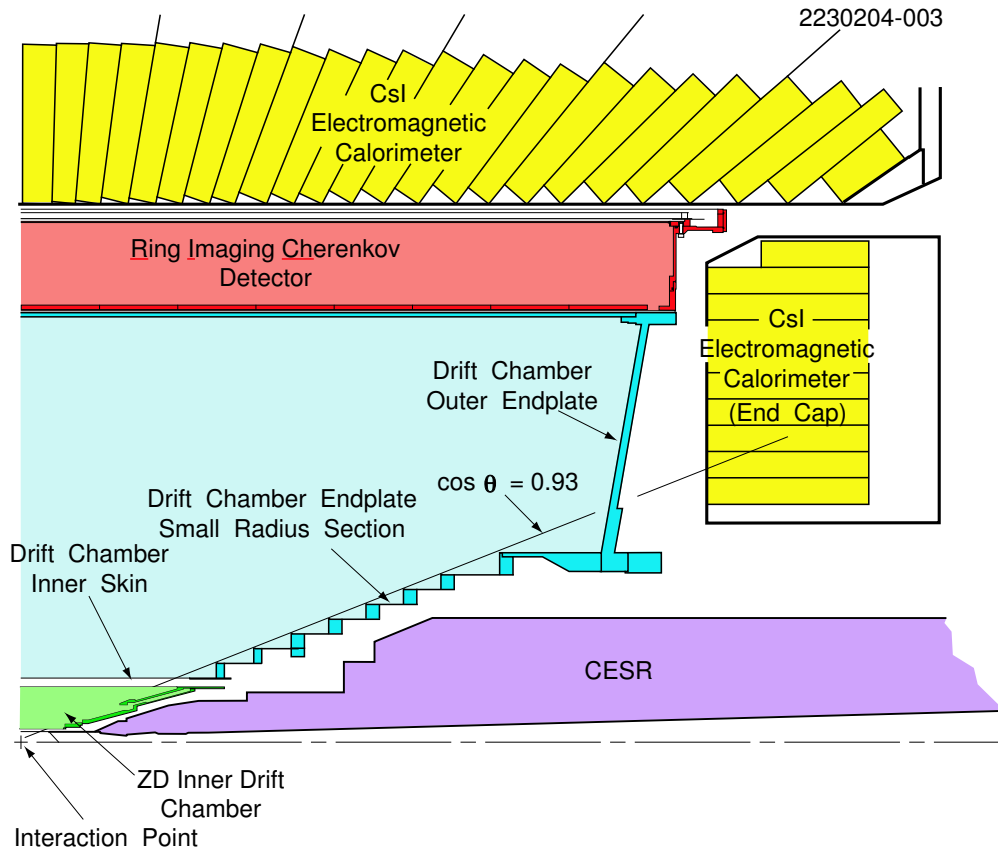 2230204-003
CsI
Electromagnetic
Calorimeter
Ring Imaging Cherenkov
Detector
CsI
Electromagnetic
Calorimeter
(End Cap)
Drift Chamber
Outer Endplate
cos θ = 0.93
Drift Chamber Endplate
Small Radius Section
Drift Chamber
Inner Skin
CESR
ZD Inner Drift
Chamber
Interaction Point